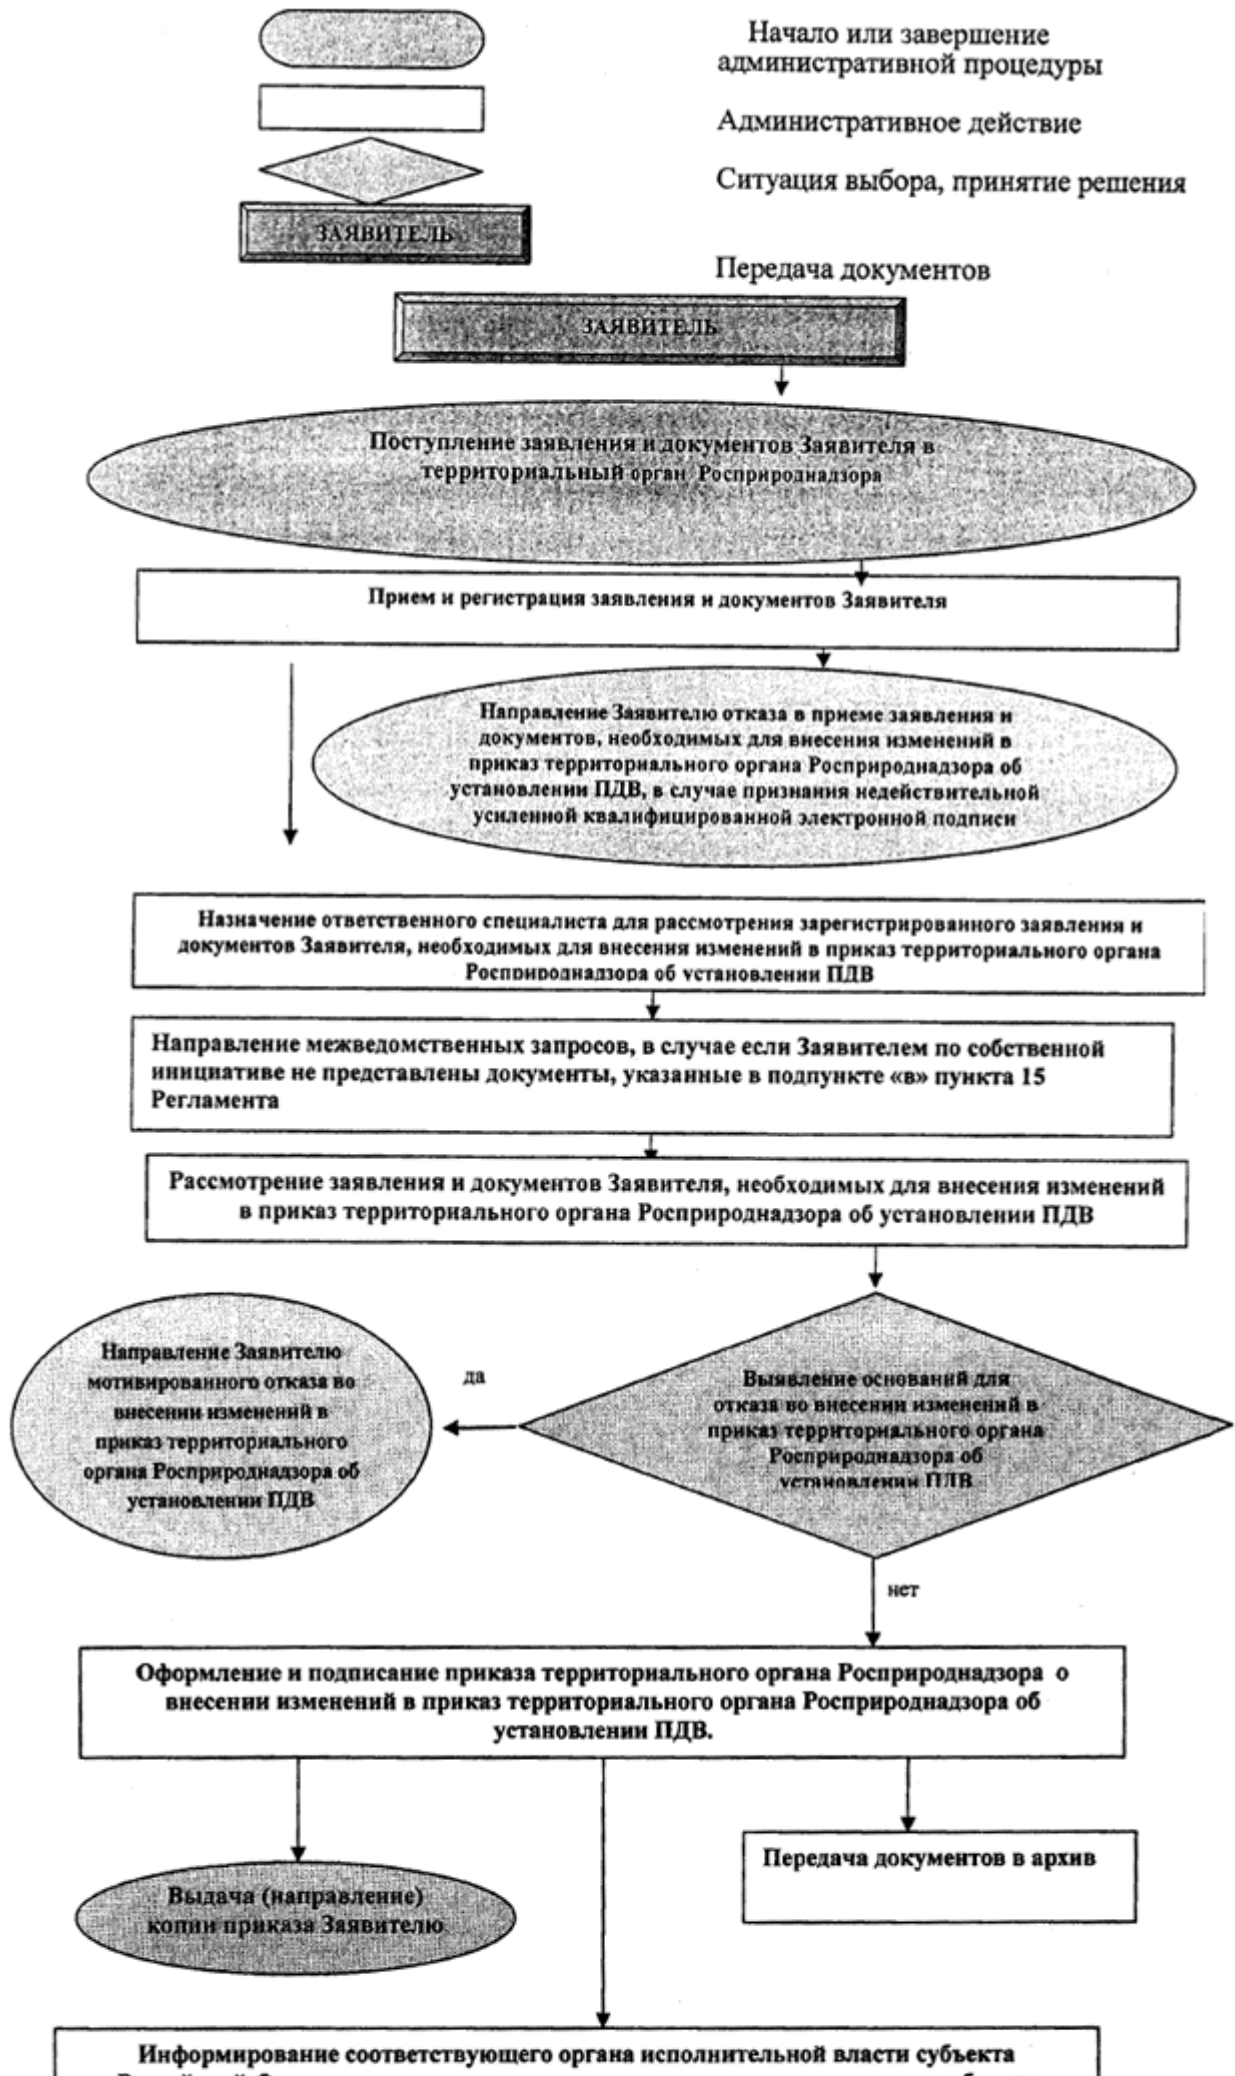 Начало или завершение
административной процедуры
Административное действие
Ситуация выбора, принятие решения
ЗАЯВИТЕЛЬ
Передача документов
ЗАЯВИТЕЛЬ
Поступление заявления и документов Заявителя в
территориальный орган Росприроднадзора
Прием и регистрация заявления и документов Заявителя
Направление Заявителю отказа в приеме заявления и
документов, необходимых для внесения изменений в
приказ территориального органа Росприроднадзора об
установлении ПДВ, в случае признания недействительной
усиленной квалифицированной электронной подписи
Назначение ответственного специалиста для рассмотрения зарегистрированного заявления и
документов Заявителя, необходимых для внесения изменений в приказ территориального органа
Росприроднадзора об установлении ПДВ
Направление межведомственных запросов, в случае если Заявителем по собственной
инициативе не представлены документы, указанные в подпункте «в» пункта 15
Регламента
Рассмотрение заявления и документов Заявителя, необходимых для внесения изменений
в приказ территориального органа Росприроднадзора об установлении ПДВ
Направление Заявителю
мотивированного отказа во
внесении изменений в
приказ территориального
органа Росприроднадзора об
установлении ПДВ
да
Выявление оснований для
отказа во внесении изменений в
приказ территориального органа
Росприроднадзора об
установлении ПДВ
нет
Оформление и подписание приказа территориального органа Росприроднадзора о
внесении изменений в приказ территориального органа Росприроднадзора об
установлении ПДВ.
Передача документов в архив
Выдача (направление)
копии приказа Заявителю
Информирование соответствующего органа исполнительной власти субъекта